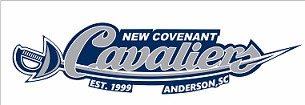 NEW COVENANT
Cavaliers
EST. 1999 ANDERSON, SC